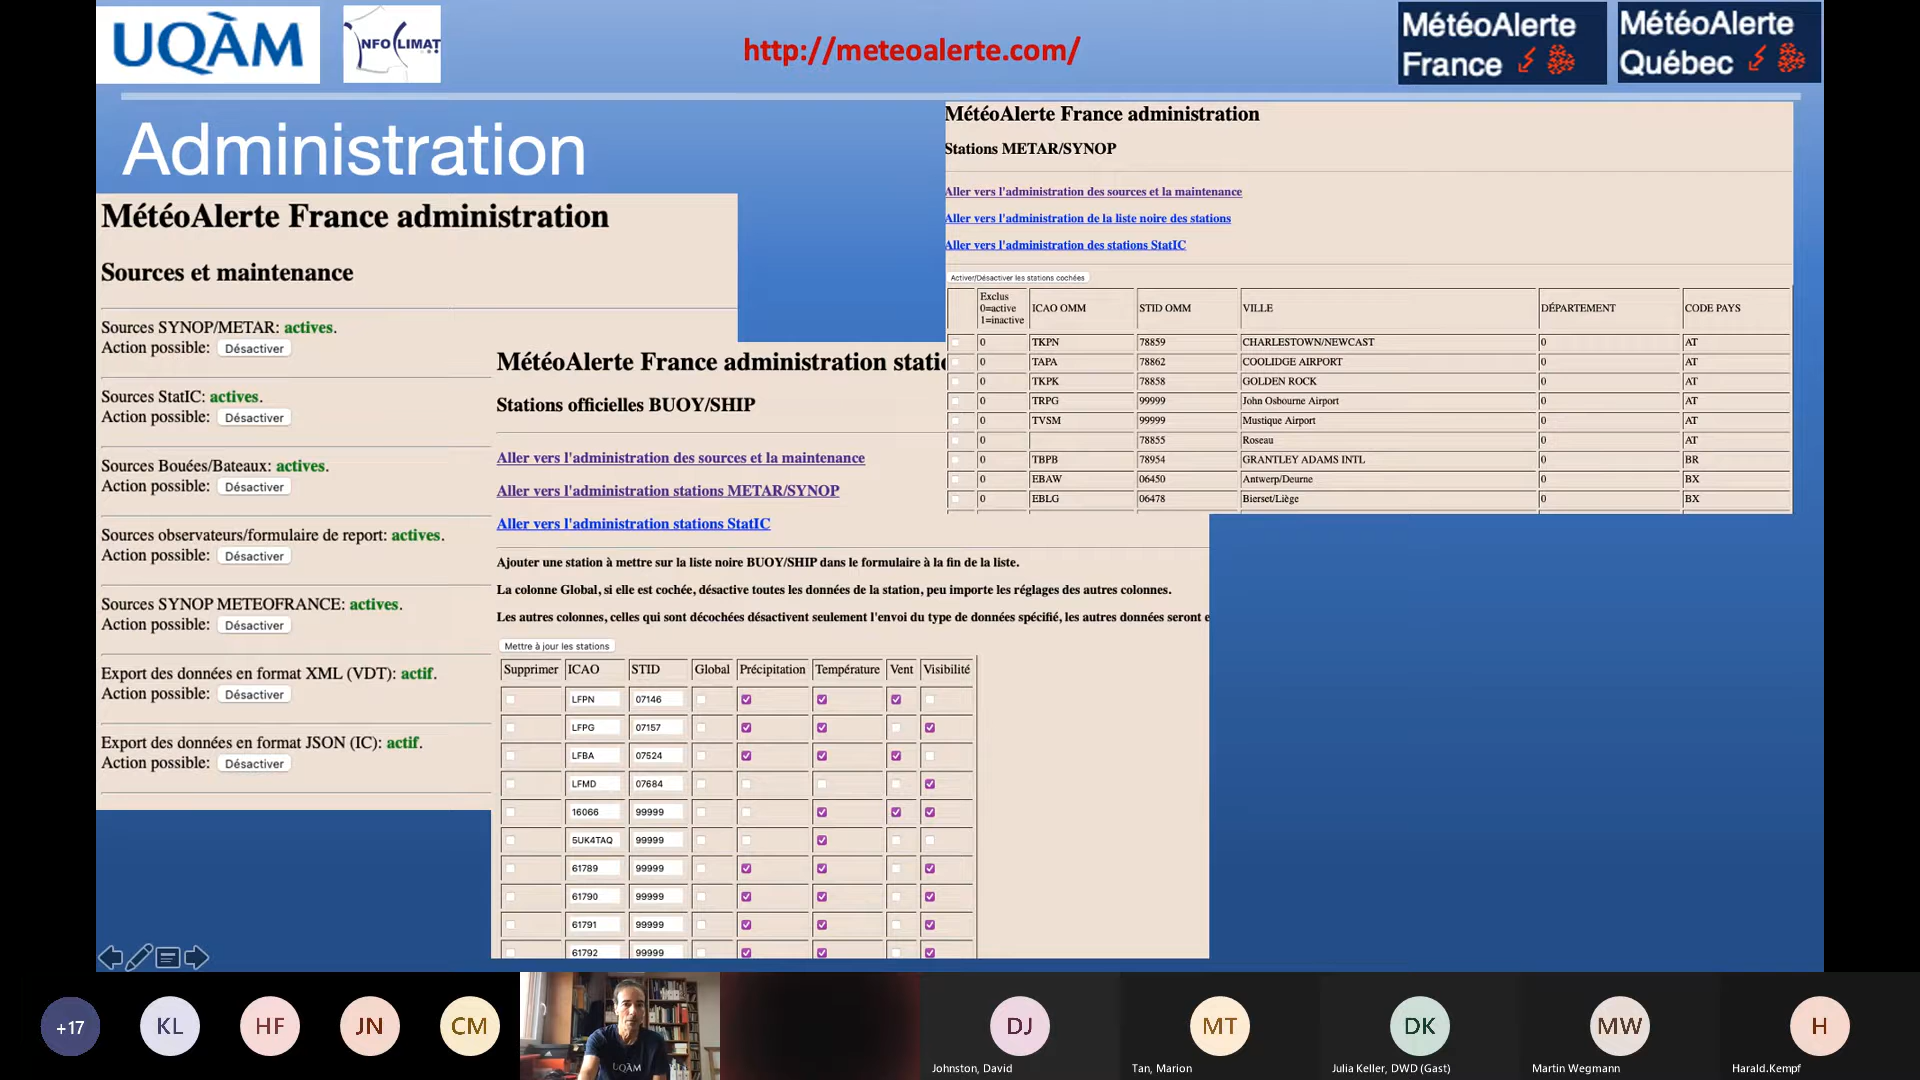 UQÀM
NFOCLIMAT
http://meteoalerte.com/
MétéoAlerte
France
MétéoAlerte
Québec
Administration
MétéoAlerte France administration
Sources et maintenance
Sources SYNOP/METAR: actives.
Action possible: Désactiver
Sources StatIC: actives.
Action possible: Désactiver
Sources Bouées/Bateaux: actives.
Action possible: Désactiver
Sources observateurs/formulaire de report: actives.
Action possible: Désactiver
Sources SYNOP METEOFRANCE: actives.
Action possible: Désactiver
Export des données en format XML (VDT): actif.
Action possible: Désactiver
Export des données en format JSON (IC): actif.
Action possible: Désactiver
MétéoAlerte France administration static
Stations officielles BUOY/SHIP
Aller vers l'administration des sources et la maintenance
Aller vers l'administration stations METAR/SYNOP
Aller vers l'administration stations StatIC
Ajouter une station à mettre sur la liste noire BUOY/SHIP dans le formulaire à la fin de la liste.
La colonne Global, si elle est cochée, désactive toutes les données de la station, peu importe les réglages des autres colonnes.
Les autres colonnes, celles qui sont décochées désactivent seulement l'envoi du type de données spécifié, les autres données seront e
Mettre à jour les stations
Supprimer ICAO STID Global Précipitation Température Vent Visibilité
LFPN 07146
LFPG 07157
LFBA 07524
LFMD 07684
16066 99999
5UK4TAQ 99999
61789 99999
61790 99999
61791 99999
61792 99999
MétéoAlerte France administration
Stations METAR/SYNOP
Aller vers l'administration des sources et la maintenance
Aller vers l'administration de la liste noire des stations
Aller vers l'administration des stations StatIC
Activer/Désactiver les stations cochées
Exclus
0=active
1=inactive
ICAO OMM STID OMM VILLE DÉPARTEMENT CODE PAYS
0 TKPN 78859 CHARLESTOWN/NEWCAST 0 AT
0 TAPA 78862 COOLIDGE AIRPORT 0 AT
0 TKPK 78858 GOLDEN ROCK 0 AT
0 TRPG 99999 John Osbourne Airport 0 AT
0 TVSM 99999 Mustique Airport 0 AT
0 78855 Roseau 0 AT
0 TBPB 78954 GRANTLEY ADAMS INTL 0 BR
0 EBAW 06450 Antwerp/Deurne 0 BX
0 EBLG 06478 Bierset/Liège 0 BX
+17
KL
HF
JN
CM
UQÀM
DJ
Johnston, David
MT
Tan, Marion
DK
Julia Keller, DWD (Gast)
MW
Martin Wegmann
H
Harald.Kempf